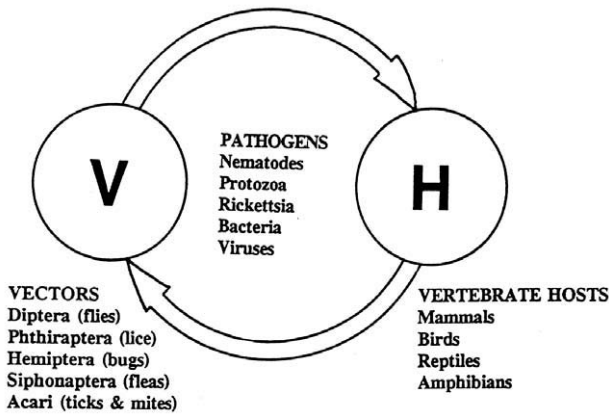 V
H
PATHOGENS
Nematodes
Protozoa
Rickettsia
Bacteria
Viruses
VECTORS
Diptera (flies)
Phthiraptera (lice)
Hemiptera (bugs)
Siphonaptera (fleas)
Acari (ticks & mites)
VERTEBRATE HOSTS
Mammals
Birds
Reptiles
Amphibians